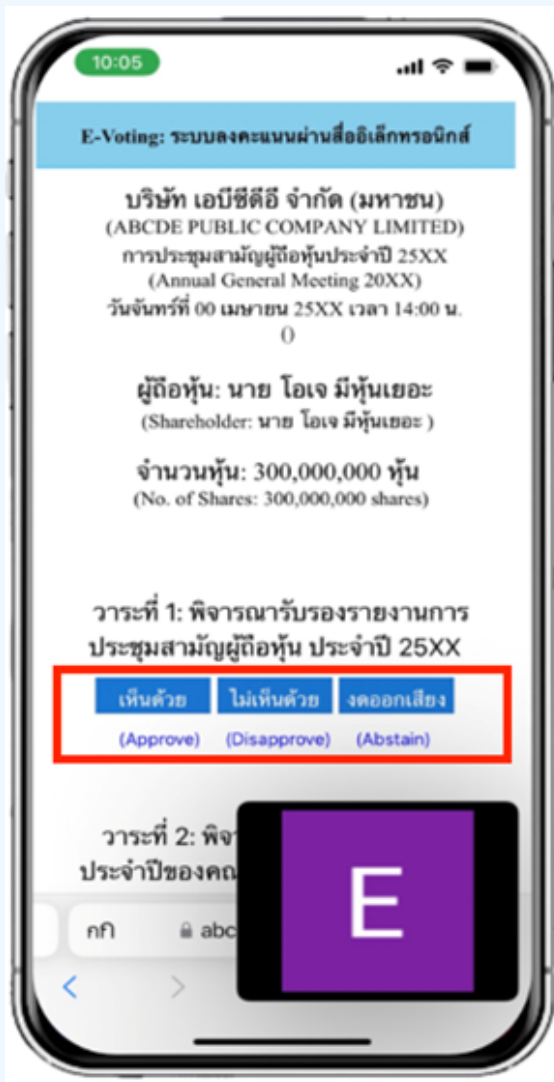 10:05
E-Voting: ระบบลงคะแนนผ่านสื่ออิเล็กทรอนิกส์
บริษัท เอบีซีดีอี จำกัด (มหาชน)
(ABCDE PUBLIC COMPANY LIMITED)
การประชุมสามัญผู้ถือหุ้นประจำปี 25XX
(Annual General Meeting 20XX)
วันจันทร์ที่ 00 เมษายน 25XX เวลา 14:00 น.
()
ผู้ถือหุ้น: นาย โอเจ มีหุ้นเยอะ
(Shareholder: นาย โอเจ มีหุ้นเยอะ )
จำนวนหุ้น: 300,000,000 หุ้น
(No. of Shares: 300,000,000 shares)
วาระที่ 1: พิจารณารับรองรายงานการ
ประชุมสามัญผู้ถือหุ้น ประจำปี 25XX
เห็นด้วย ไม่เห็นด้วย งดออกเสียง
(Approve) (Disapprove) (Abstain)
วาระที่ 2: พิจ
ประจำปีของคณ
E
กกิ abc